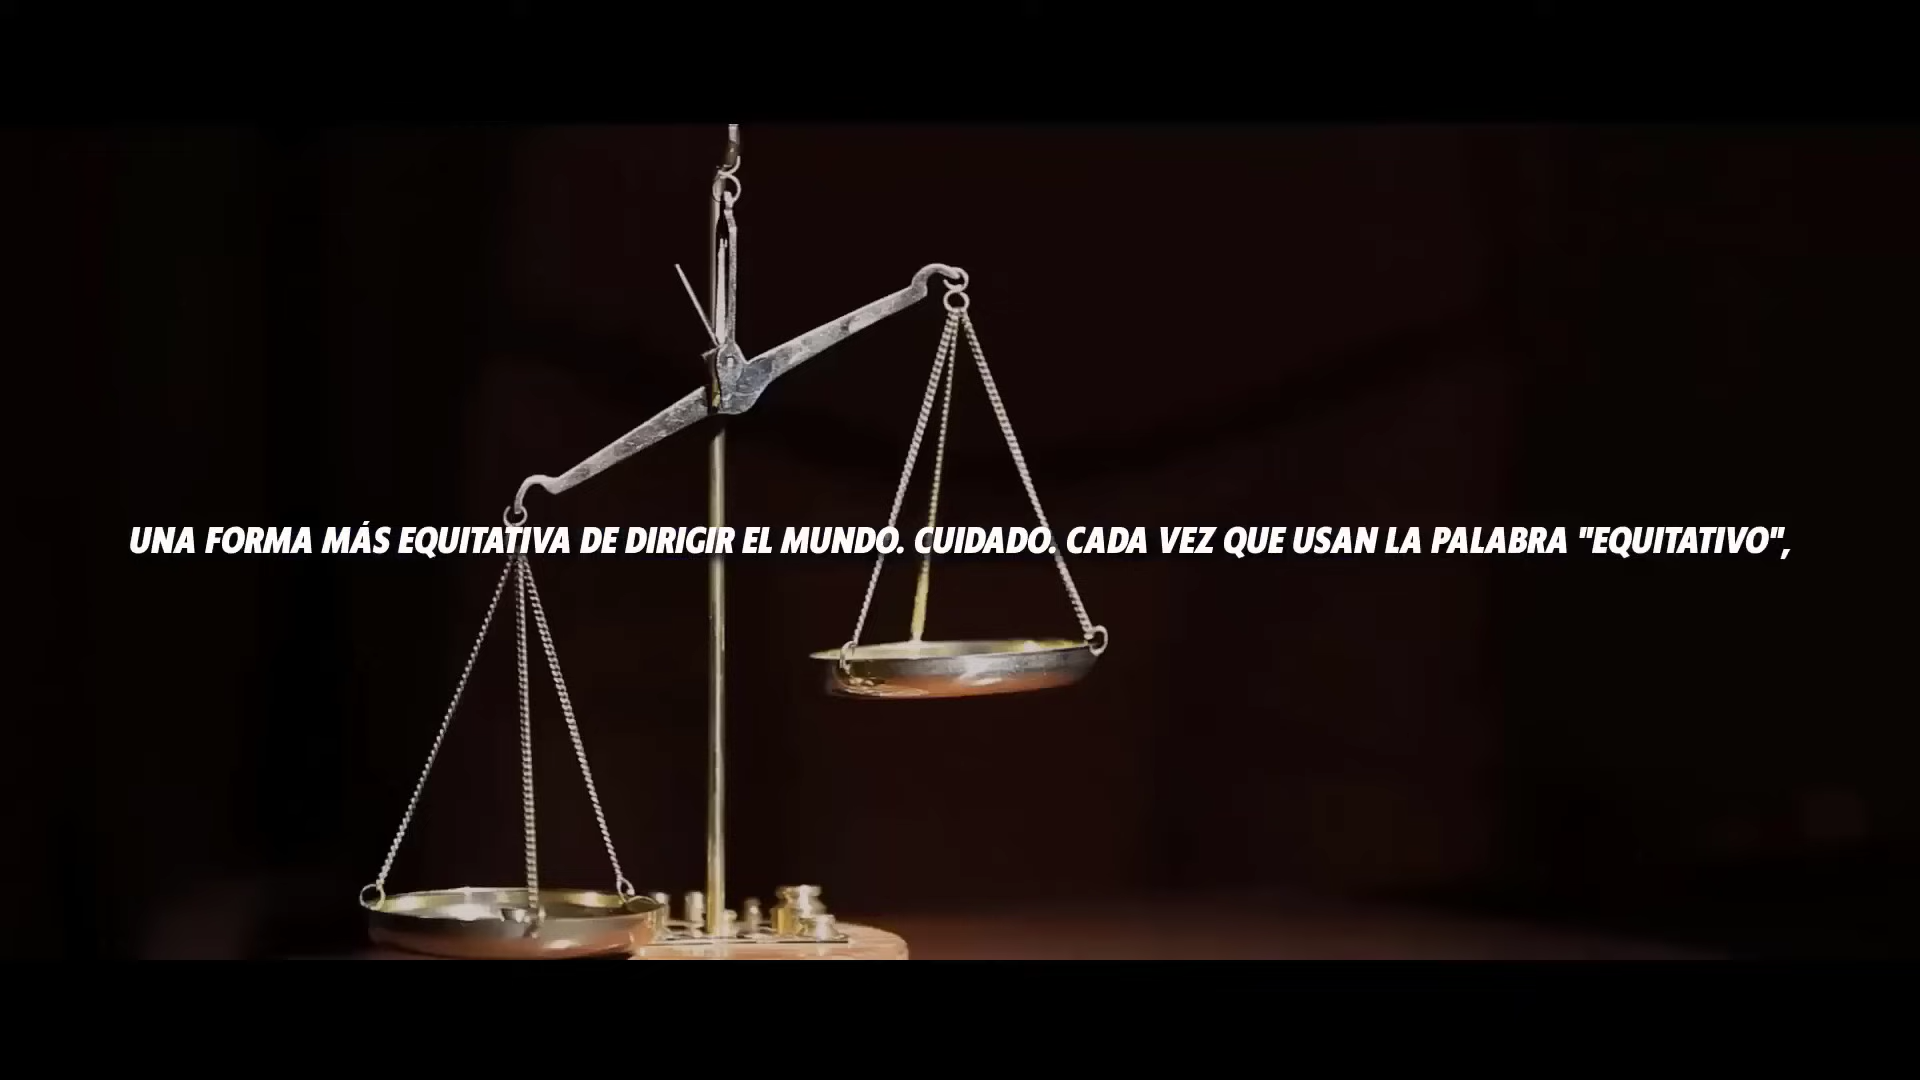 UNA FORMA MÁS EQUITATIVA DE DIRIGIR EL MUNDO. CUIDADO. CADA VEZ QUE USAN LA PALABRA "EQUITATIVO",